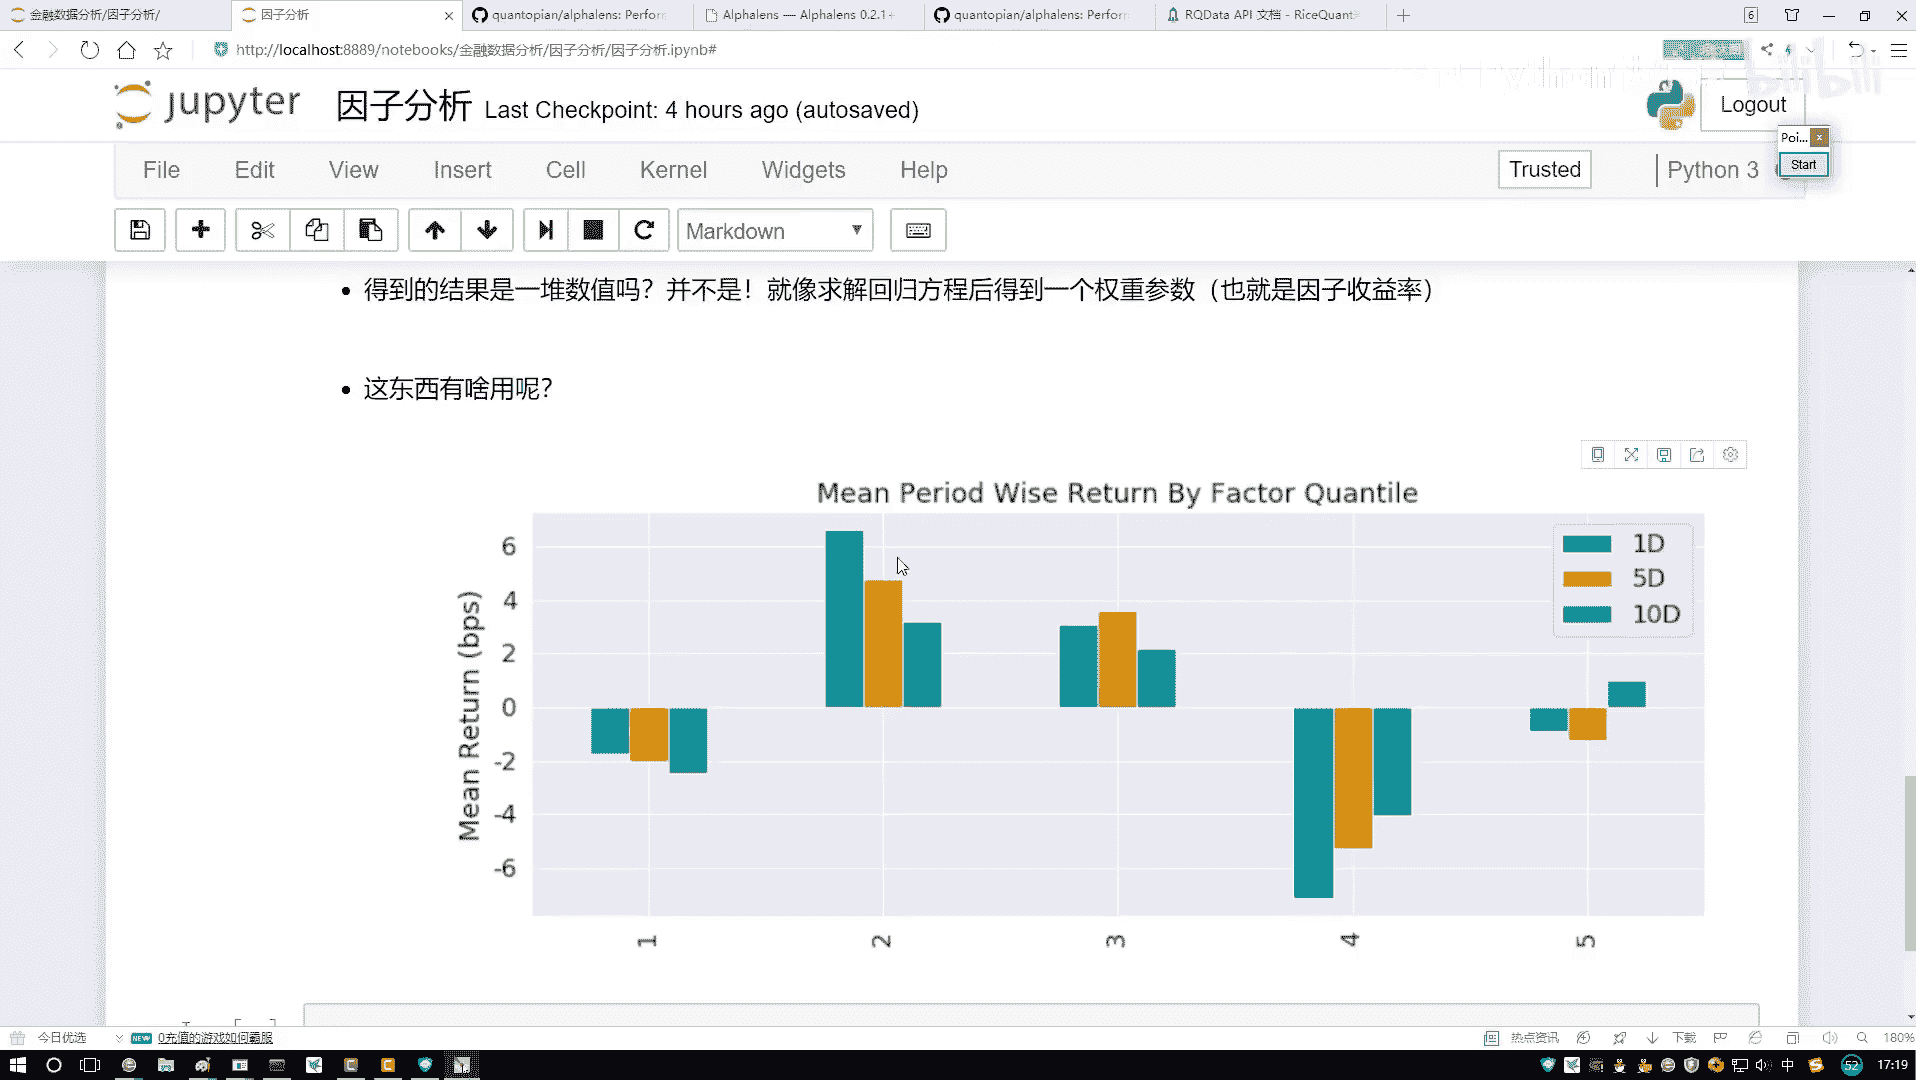 金融数据分析/因子分析/
因子分析
quantopian/alphalens: Perforn
Alphalens — Alphalens 0.2.1+
quantopian/alphalens: Perforn
RQData API 文档 - RiceQuant
6
http://localhost:8889/notebooks/金融数据分析/因子分析/因子分析.ipynb#
bilibili
jupyter
因子分析 Last Checkpoint: 4 hours ago (autosaved)
Logout
Poi...
Start
File Edit View Insert Cell Kernel Widgets Help
Trusted
Python 3
Markdown
得到的结果是一堆数值吗？并不是！就像求解回归方程后得到一个权重参数（也就是因子收益率）
这东西有啥用呢？
Mean Period Wise Return By Factor Quantile
1D
5D
10D
Mean Return (bps)
6
4
2
0
-2
-4
-6
1 2 3 4 5
今日优选
NEW
0充值的游戏如何霸服
热点资讯
下载
180%
中
52
17:19